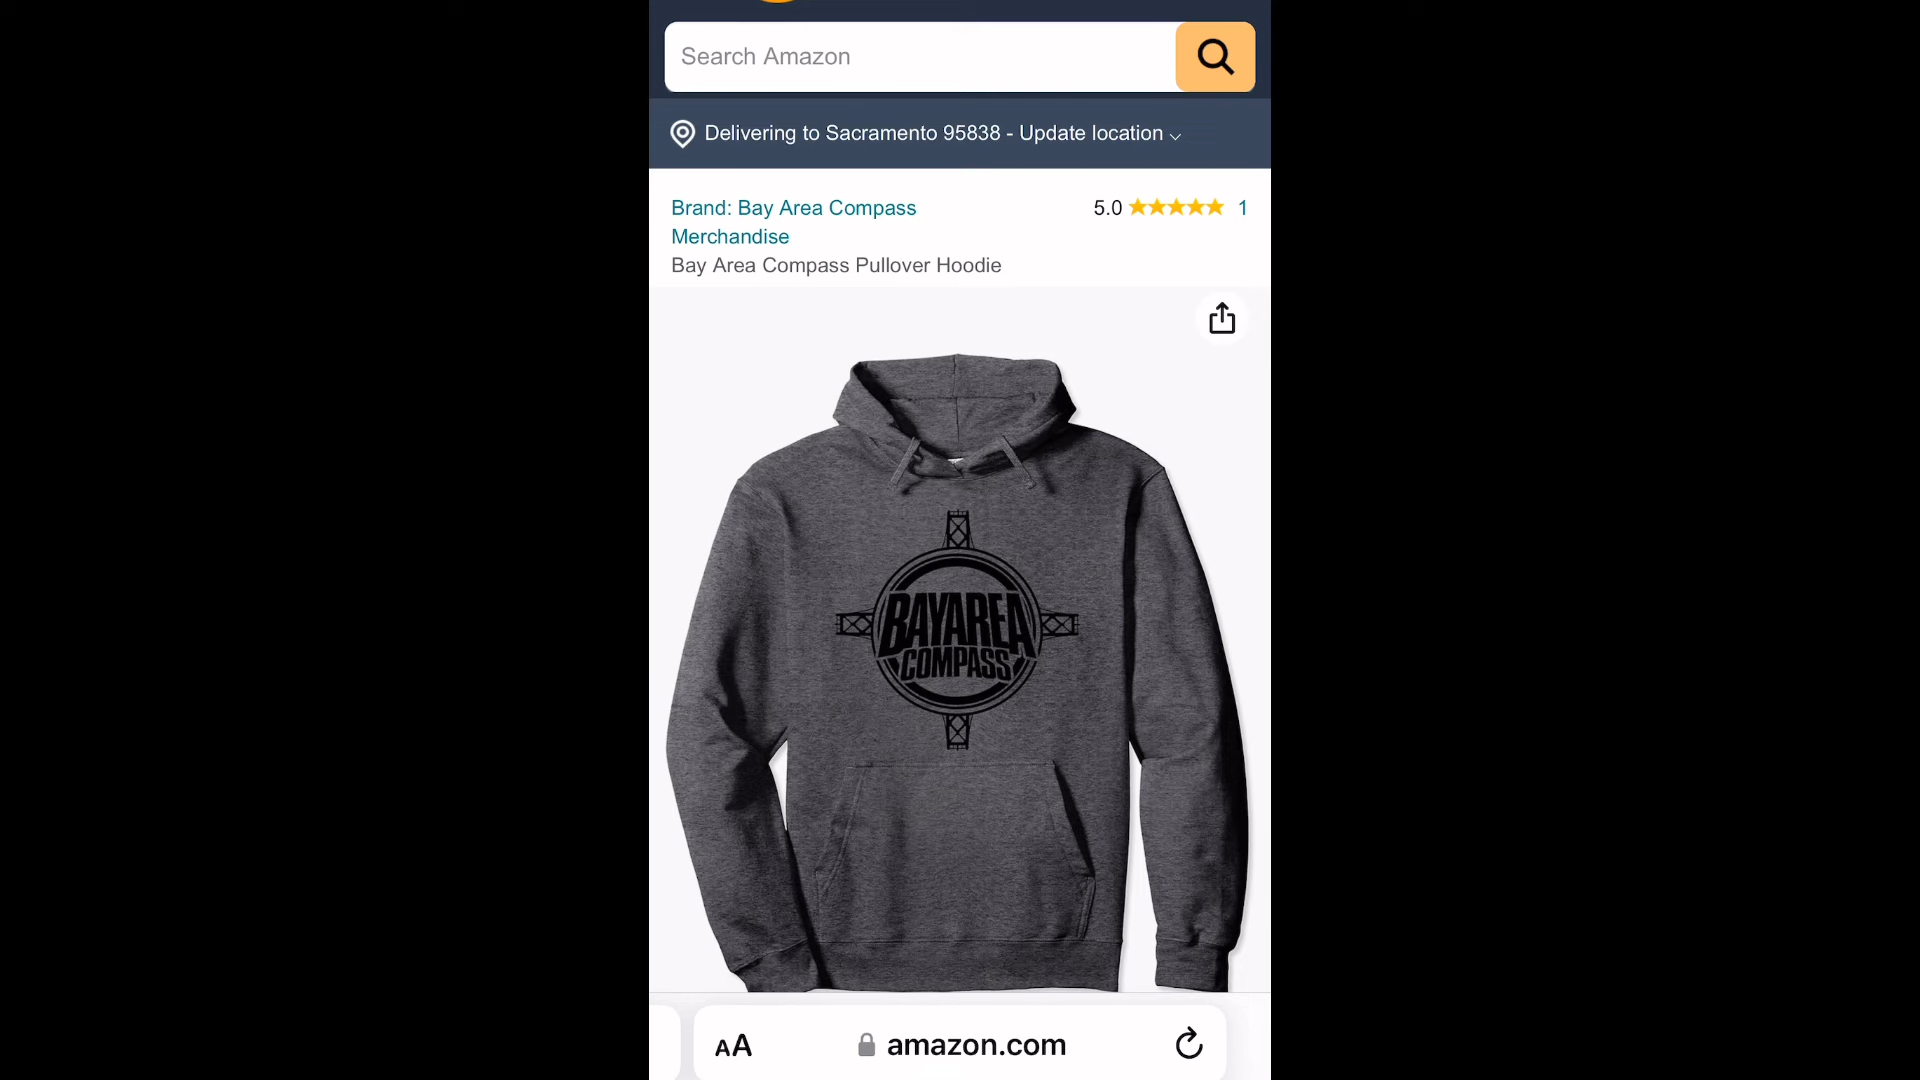 Search Amazon
Delivering to Sacramento 95838 - Update location
Brand: Bay Area Compass
Merchandise
5.0
1
Bay Area Compass Pullover Hoodie
BAYAREA
COMPASS
AA
amazon.com